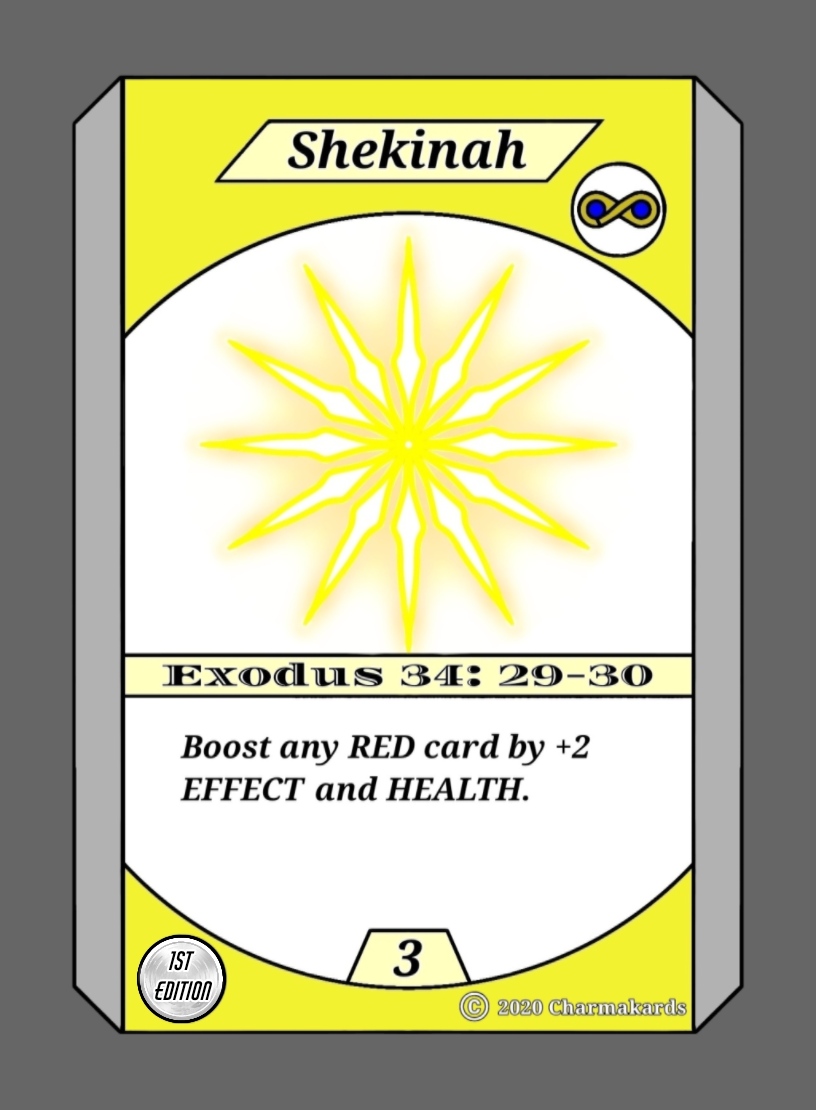 Shekinah
Exodus 34: 29-30
Boost any RED card by +2
EFFECT and HEALTH.
3
1ST
EDITION
© 2020 Charmakards